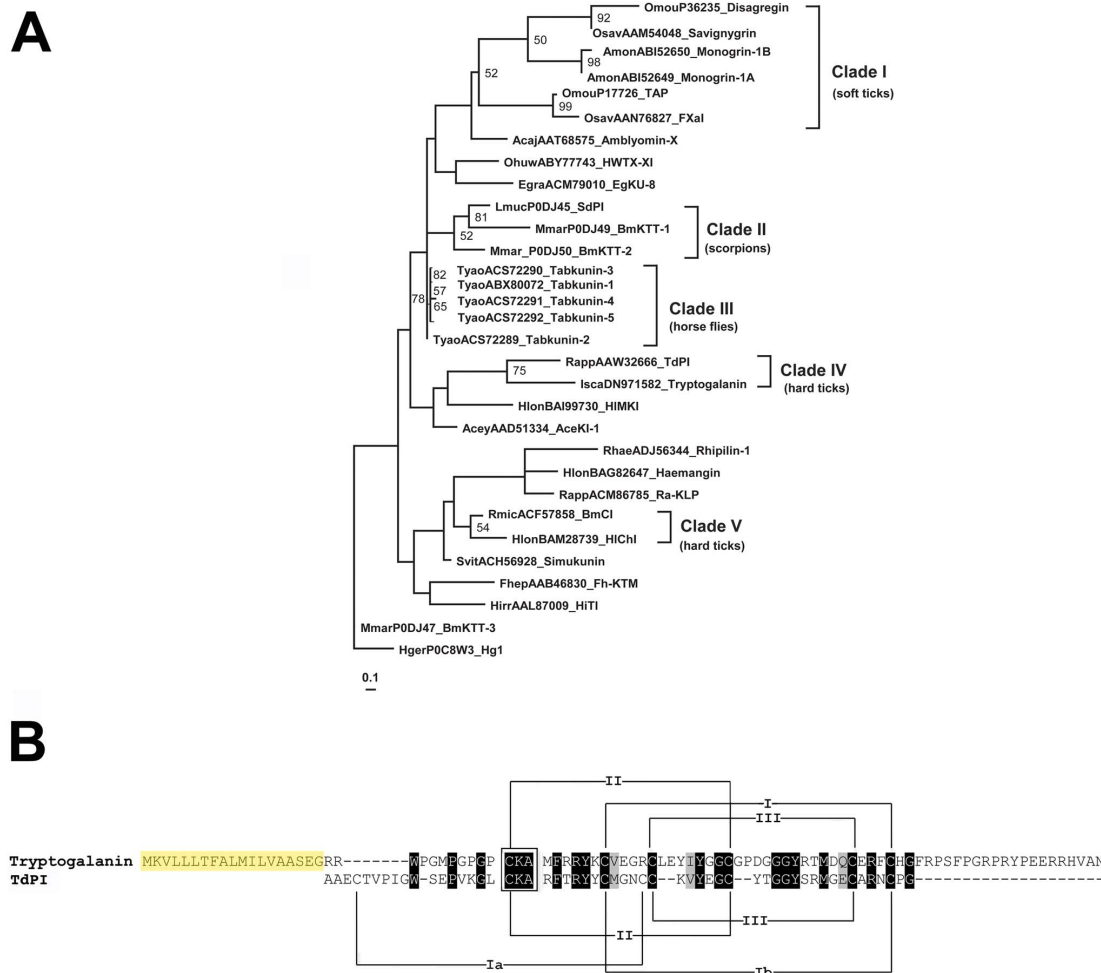 A
OmouP36235_Disagregin
92
OsavAAM54048_Savignygrin
50
AmonABI52650_Monogrin-1B
98
AmonABI52649_Monogrin-1A
52
OmouP17726_TAP
99
OsavAAN76827_FXaI
Clade I
(soft ticks)
AcajAAT68575_Amblyomin-X
OhuwABY77743_HWTX-XI
EgraACM79010_EgKU-8
LmucP0DJ45_SdPI
81
MmarP0DJ49_BmKTT-1
52
Mmar_P0DJ50_BmKTT-2
Clade II
(scorpions)
TyaoACS72290_Tabkunin-3
82
TyaoABX80072_Tabkunin-1
57
78
TyaoACS72291_Tabkunin-4
65
TyaoACS72292_Tabkunin-5
TyaoACS72289_Tabkunin-2
Clade III
(horse flies)
RappAAW32666_TdPI
75
IscaDN971582_Tryptogalanin
Clade IV
(hard ticks)
HlonBAI99730_HlMKI
AceyAAD51334_AceKI-1
RhaeADJ56344_Rhipilin-1
HlonBAG82647_Haemangin
RappACM86785_Ra-KLP
RmicACF57858_BmCI
54
HlonBAM28739_HlChI
Clade V
(hard ticks)
SvitACH56928_Simukunin
FhepAAB46830_Fh-KTM
HirrAAL87009_HiTI
MmarP0DJ47_BmKTT-3
HgerP0C8W3_Hg1
0.1
B
II
I
III
Tryptogalanin MKVLLLTFALMILVAASEGRR-------WPGMPGPGP CKA MFRRYKCVEGRCLEYIYGGCGPDGGGYRTMDQCERFCHGFRPSFPGRPRYPEERRHVAN
TdPI AAECTVPIGW-SEPVKGL CKA RFTRYYCMGNCC--KVYEGC--YTGGYSRMGECARNCPG---------------------
III
II
Ia
Ib